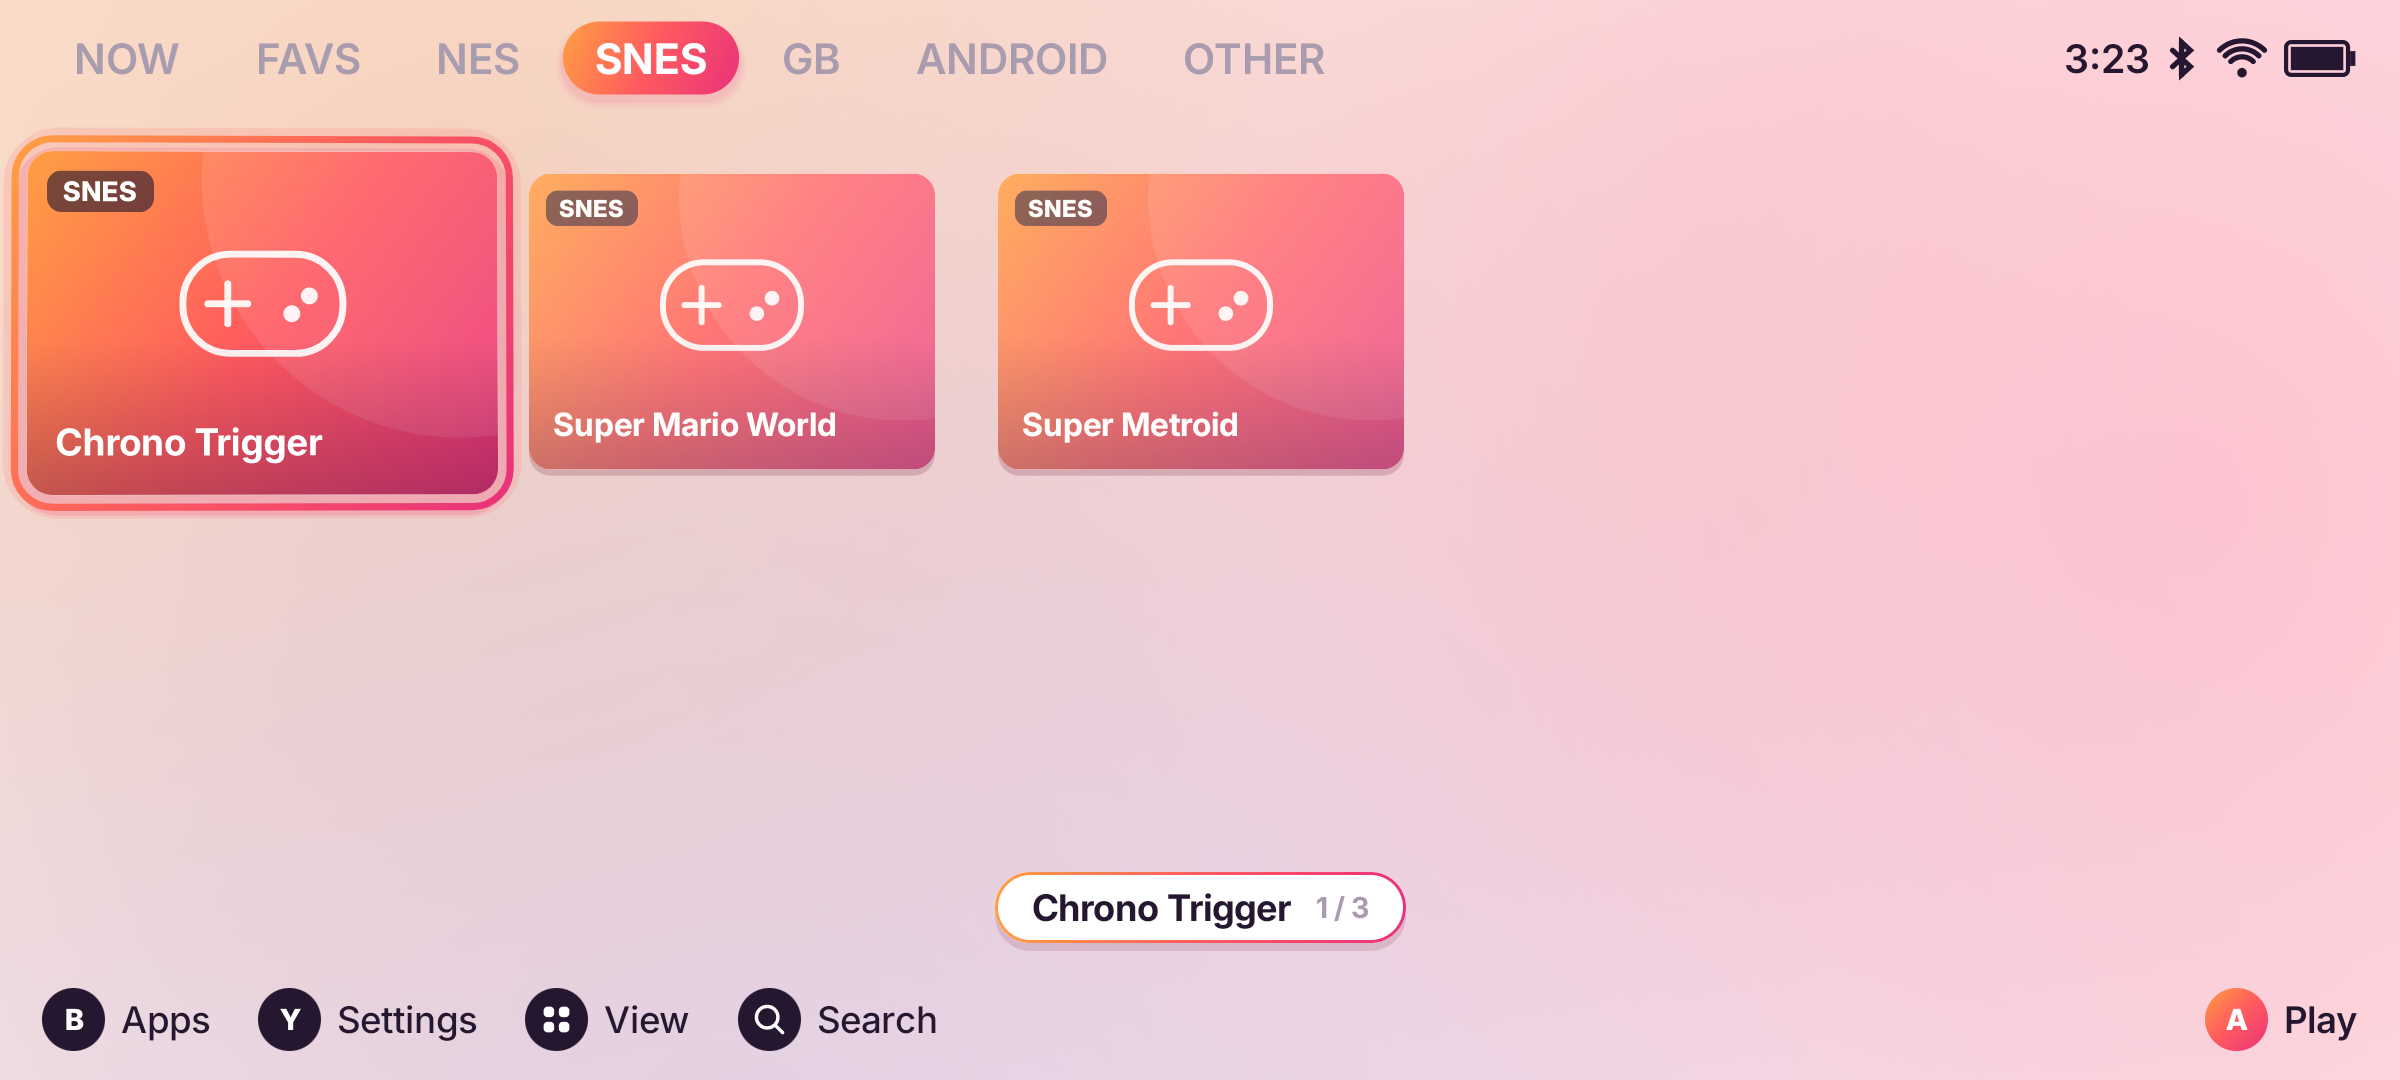 NOW FAVS NES SNES GB ANDROID OTHER 3:23
SNES
Chrono Trigger
SNES
Super Mario World
SNES
Super Metroid
Chrono Trigger 1 / 3
B Apps Y Settings View Search A Play